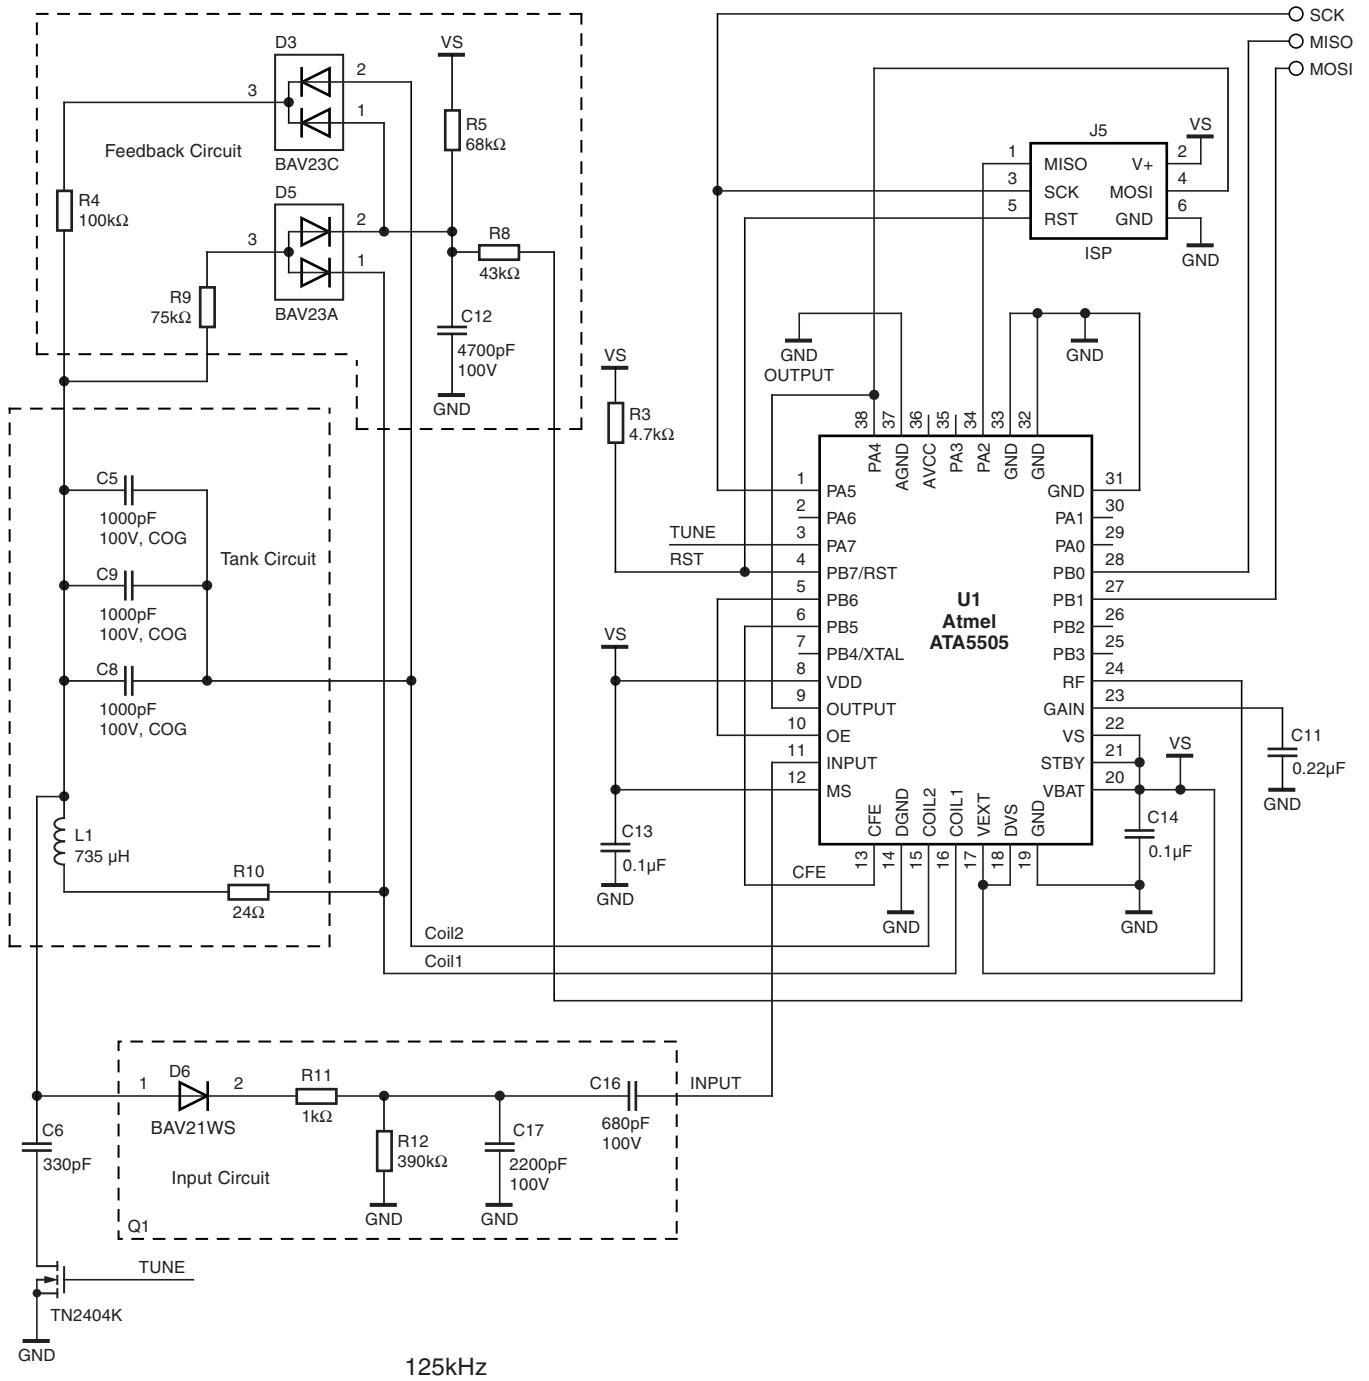 SCK
MISO
MOSI
D3
VS
2
3
1
R5
68kΩ
Feedback Circuit
BAV23C
J5
VS
1
MISO
V+
2
3
SCK
MOSI
4
5
RST
GND
6
ISP
GND
R4
100kΩ
D5
2
3
1
R8
43kΩ
R9
75kΩ
BAV23A
C12
4700pF
100V
GND
VS
R3
4.7kΩ
GND
OUTPUT
GND
38
37
36
35
34
33
32
PA4
AGND
AVCC
PA3
PA2
GND
GND
C5
1000pF
100V, COG
Tank Circuit
C9
1000pF
100V, COG
C8
1000pF
100V, COG
L1
735 µH
R10
24Ω
TUNE
RST
VS
1
PA5
2
PA6
3
PA7
4
PB7/RST
5
PB6
6
PB5
7
PB4/XTAL
8
VDD
9
OUTPUT
10
OE
11
INPUT
12
MS
U1
Atmel
ATA5505
GND
31
PA1
30
PA0
29
PB0
28
PB1
27
PB2
26
PB3
25
RF
24
GAIN
23
VS
22
STBY
21
VBAT
20
VS
C11
0.22µF
GND
C13
0.1µF
GND
C14
0.1µF
GND
CFE
DGND
COIL2
COIL1
VEXT
DVS
GND
13
14
15
16
17
18
19
CFE
GND
Coil2
Coil1
D6
1
2
BAV21WS
R11
1kΩ
C16
680pF
100V
INPUT
R12
390kΩ
GND
C17
2200pF
100V
GND
Input Circuit
Q1
C6
330pF
TUNE
TN2404K
GND
125kHz